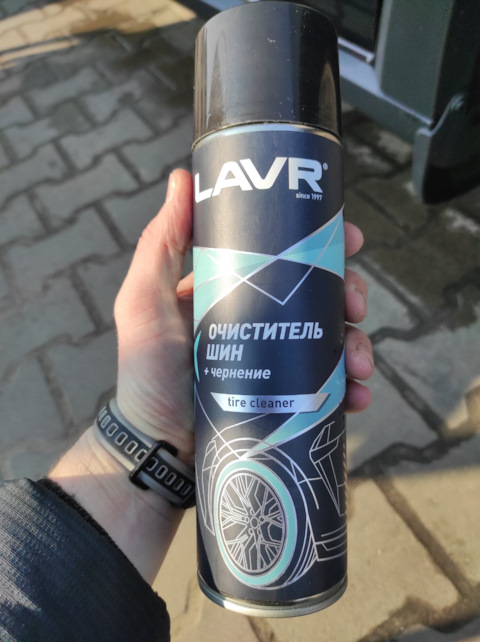 LAVR®
since 1997
ОЧИСТИТЕЛЬ
ШИН
+ чернение
tire cleaner